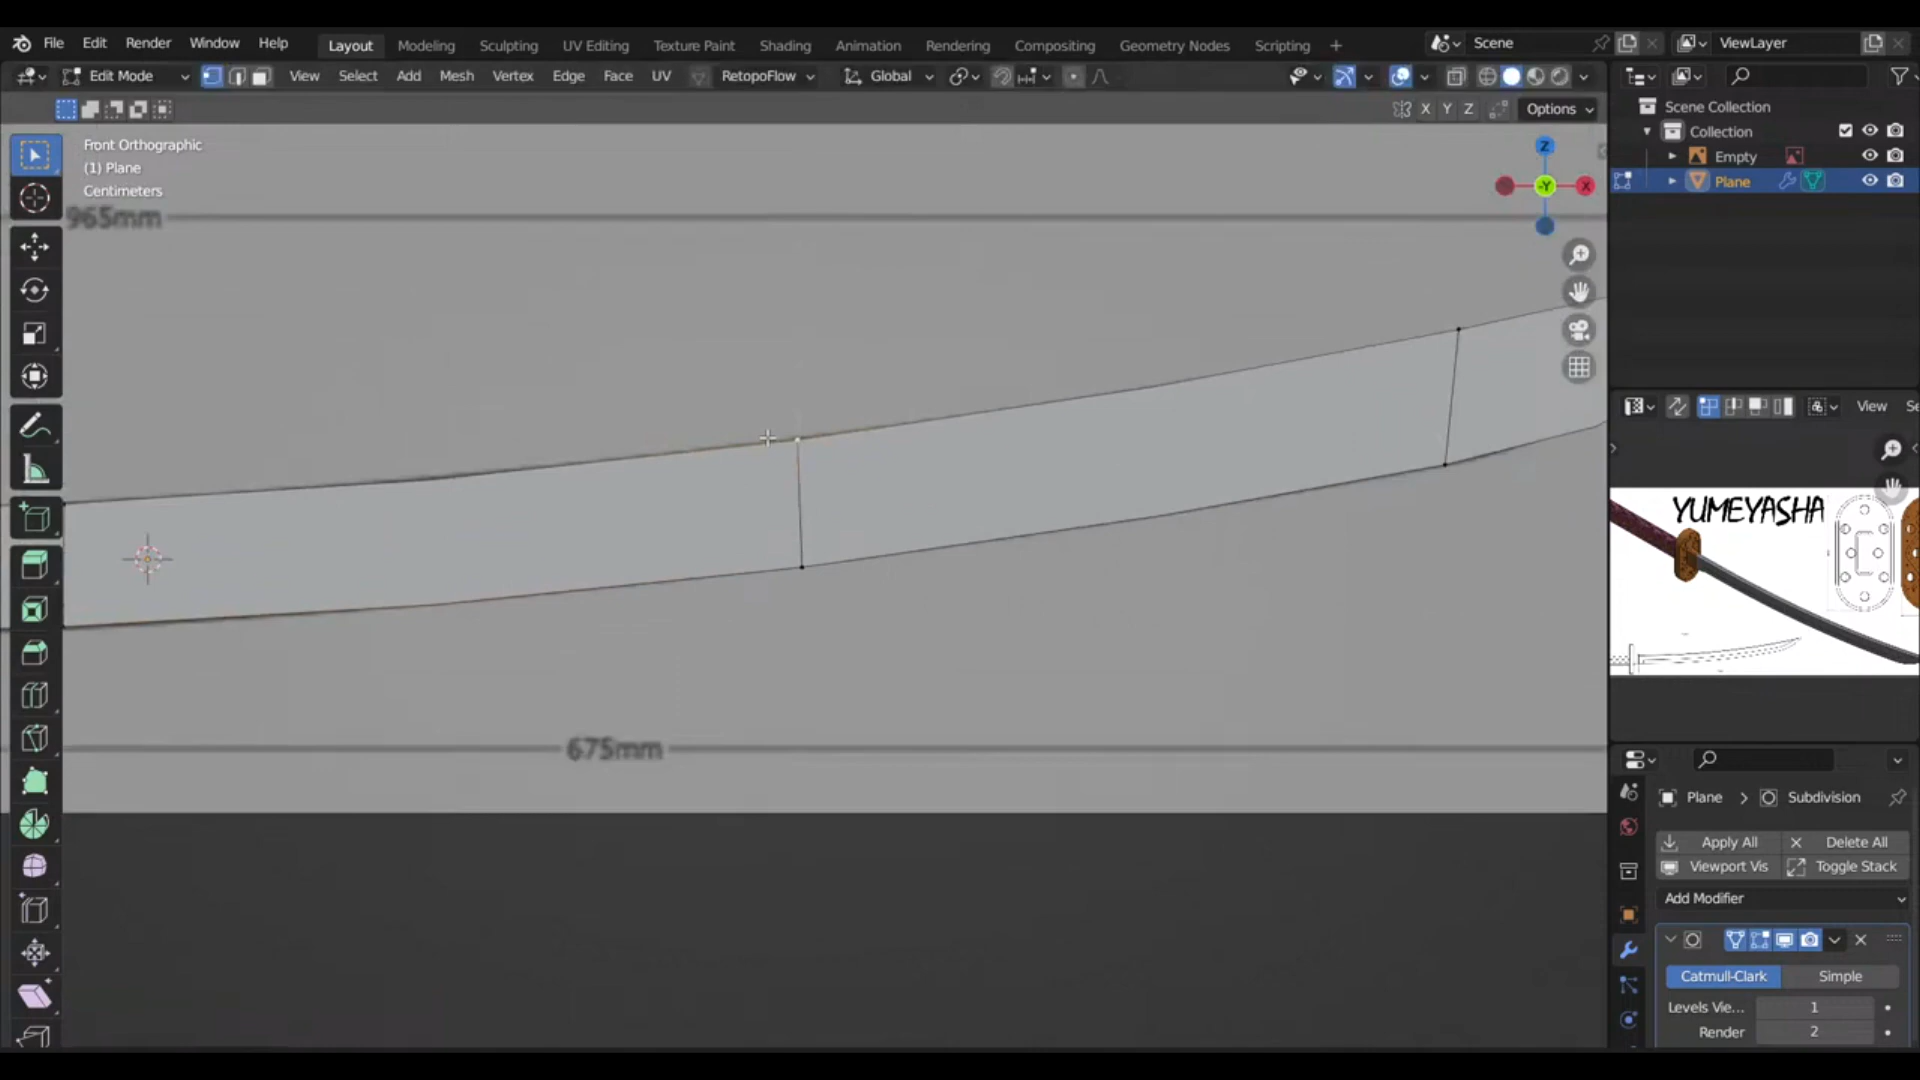 File Edit Render Window Help Layout Modeling Sculpting UV Editing Texture Paint Shading Animation Rendering Compositing Geometry Nodes Scripting + Scene ViewLayer
Edit Mode View Select Add Mesh Vertex Edge Face UV RetopoFlow Global
X Y Z Options
Scene Collection
Collection
Empty
Plane
Front Orthographic
(1) Plane
Centimeters
Z
-Y
X
965mm
675mm
View
YUMEYASHA
Plane > Subdivision
Apply All Delete All
Viewport Vis Toggle Stack
Add Modifier
Catmull-Clark Simple
Levels Vie... 1
Render 2